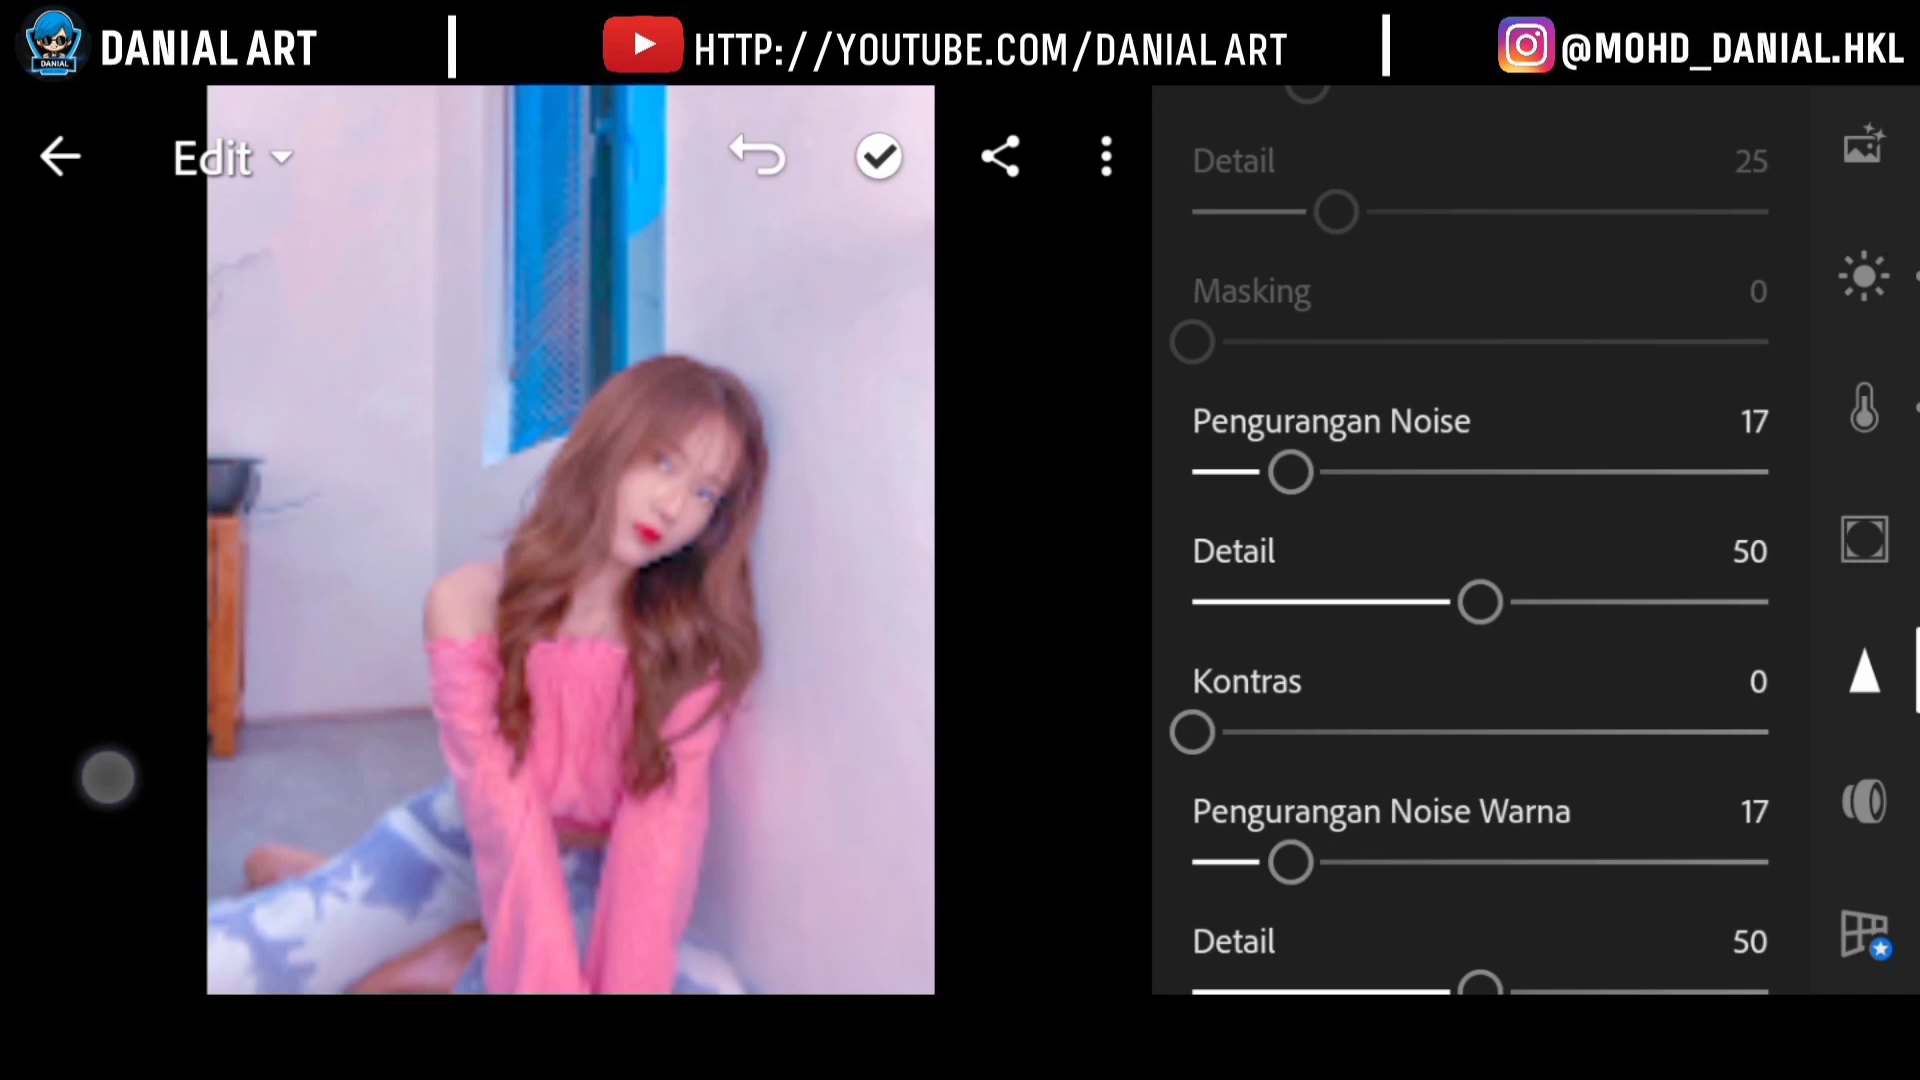 DANIAL
DANIAL ART
HTTP://YOUTUBE.COM/DANIAL ART
@MOHD_DANIAL.HKL
Edit
Detail 25
Masking 0
Pengurangan Noise 17
Detail 50
Kontras 0
Pengurangan Noise Warna 17
Detail 50